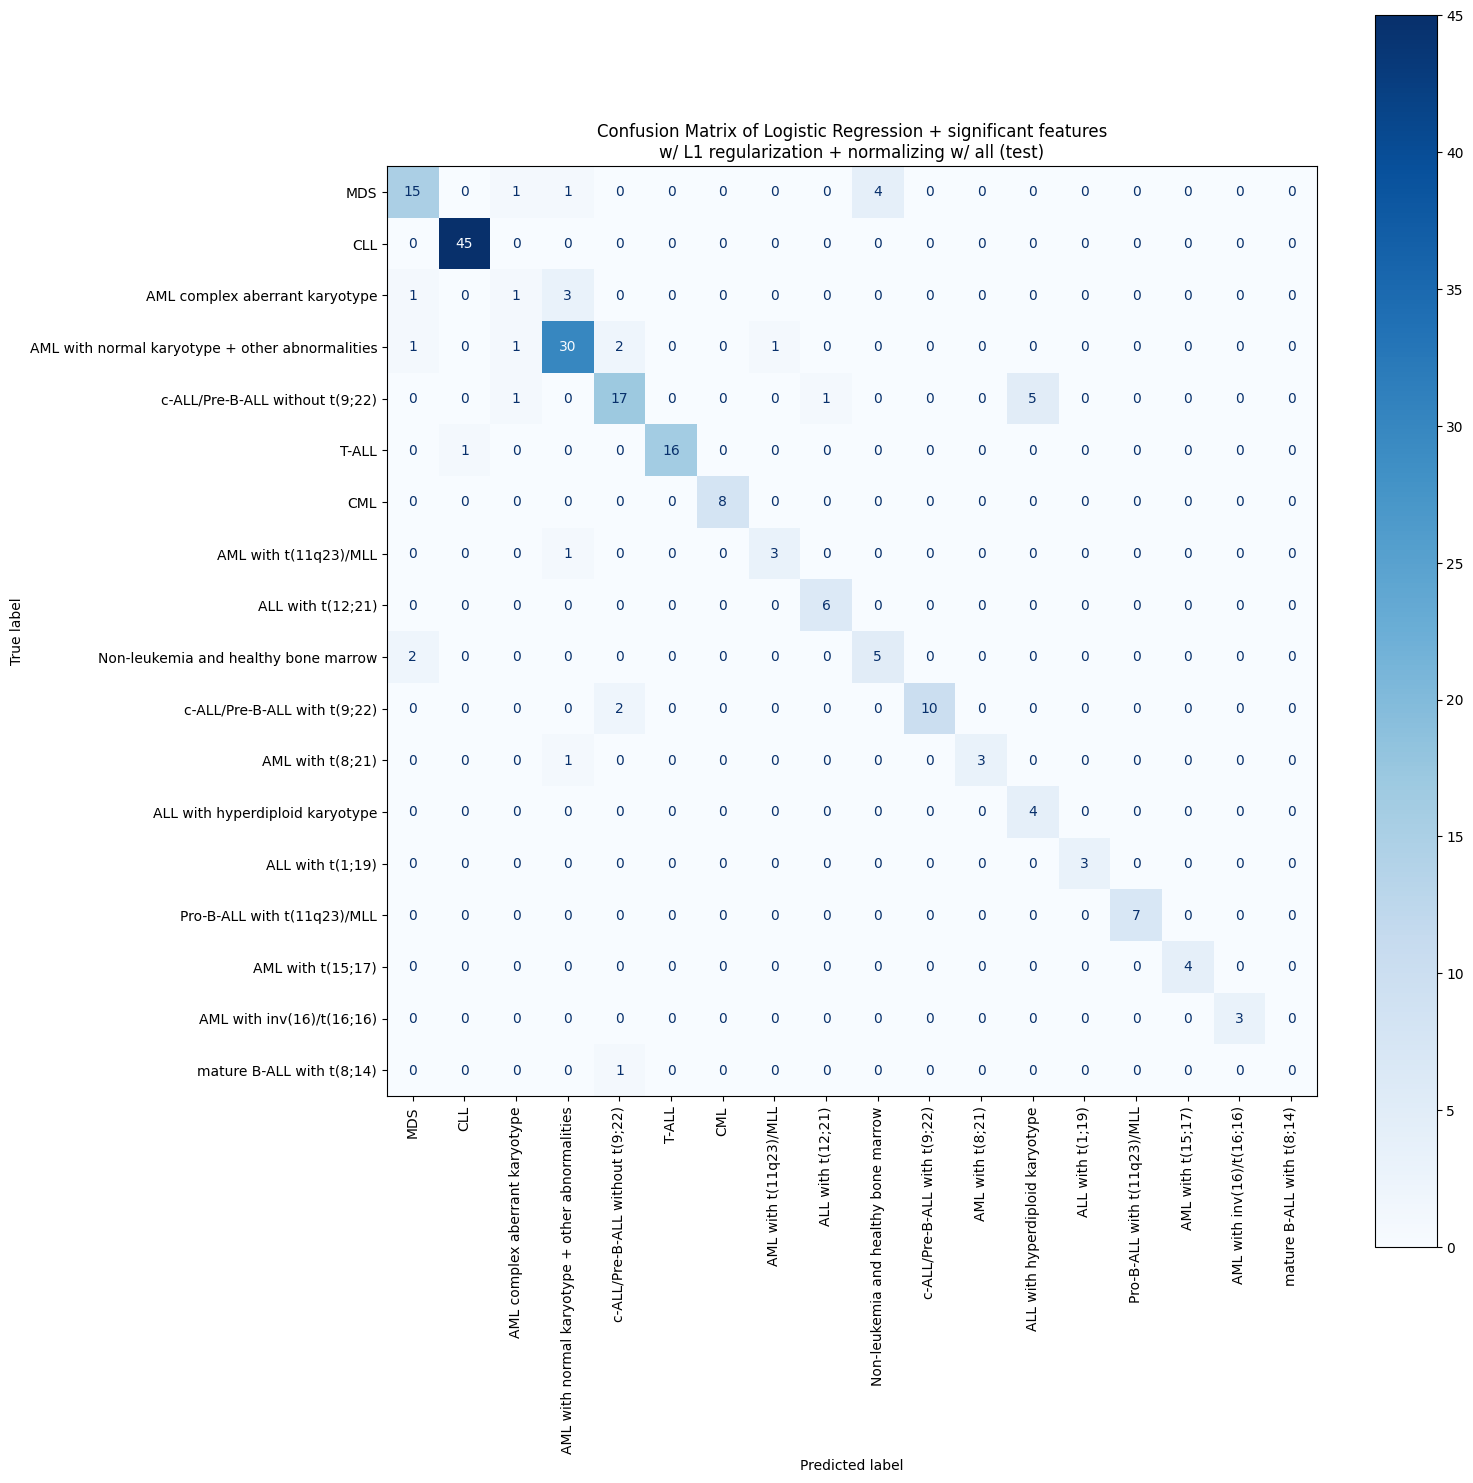 Confusion Matrix of Logistic Regression + significant features
w/ L1 regularization + normalizing w/ all (test)
True label
MDS 15 0 1 1 0 0 0 0 0 4 0 0 0 0 0 0 0 0
CLL 0 45 0 0 0 0 0 0 0 0 0 0 0 0 0 0 0 0
AML complex aberrant karyotype 1 0 1 3 0 0 0 0 0 0 0 0 0 0 0 0 0 0
AML with normal karyotype + other abnormalities 1 0 1 30 2 0 0 1 0 0 0 0 0 0 0 0 0 0
c-ALL/Pre-B-ALL without t(9;22) 0 0 1 0 17 0 0 0 1 0 0 0 5 0 0 0 0 0
T-ALL 0 1 0 0 0 16 0 0 0 0 0 0 0 0 0 0 0 0
CML 0 0 0 0 0 0 8 0 0 0 0 0 0 0 0 0 0 0
AML with t(11q23)/MLL 0 0 0 1 0 0 0 3 0 0 0 0 0 0 0 0 0 0
ALL with t(12;21) 0 0 0 0 0 0 0 0 6 0 0 0 0 0 0 0 0 0
Non-leukemia and healthy bone marrow 2 0 0 0 0 0 0 0 0 5 0 0 0 0 0 0 0 0
c-ALL/Pre-B-ALL with t(9;22) 0 0 0 0 2 0 0 0 0 0 10 0 0 0 0 0 0 0
AML with t(8;21) 0 0 0 1 0 0 0 0 0 0 0 3 0 0 0 0 0 0
ALL with hyperdiploid karyotype 0 0 0 0 0 0 0 0 0 0 0 0 4 0 0 0 0 0
ALL with t(1;19) 0 0 0 0 0 0 0 0 0 0 0 0 0 3 0 0 0 0
Pro-B-ALL with t(11q23)/MLL 0 0 0 0 0 0 0 0 0 0 0 0 0 0 7 0 0 0
AML with t(15;17) 0 0 0 0 0 0 0 0 0 0 0 0 0 0 0 4 0 0
AML with inv(16)/t(16;16) 0 0 0 0 0 0 0 0 0 0 0 0 0 0 0 0 3 0
mature B-ALL with t(8;14) 0 0 0 0 1 0 0 0 0 0 0 0 0 0 0 0 0 0
MDS
CLL
AML complex aberrant karyotype
AML with normal karyotype + other abnormalities
c-ALL/Pre-B-ALL without t(9;22)
T-ALL
CML
AML with t(11q23)/MLL
ALL with t(12;21)
Non-leukemia and healthy bone marrow
c-ALL/Pre-B-ALL with t(9;22)
AML with t(8;21)
ALL with hyperdiploid karyotype
ALL with t(1;19)
Pro-B-ALL with t(11q23)/MLL
AML with t(15;17)
AML with inv(16)/t(16;16)
mature B-ALL with t(8;14)
Predicted label
45
40
35
30
25
20
15
10
5
0